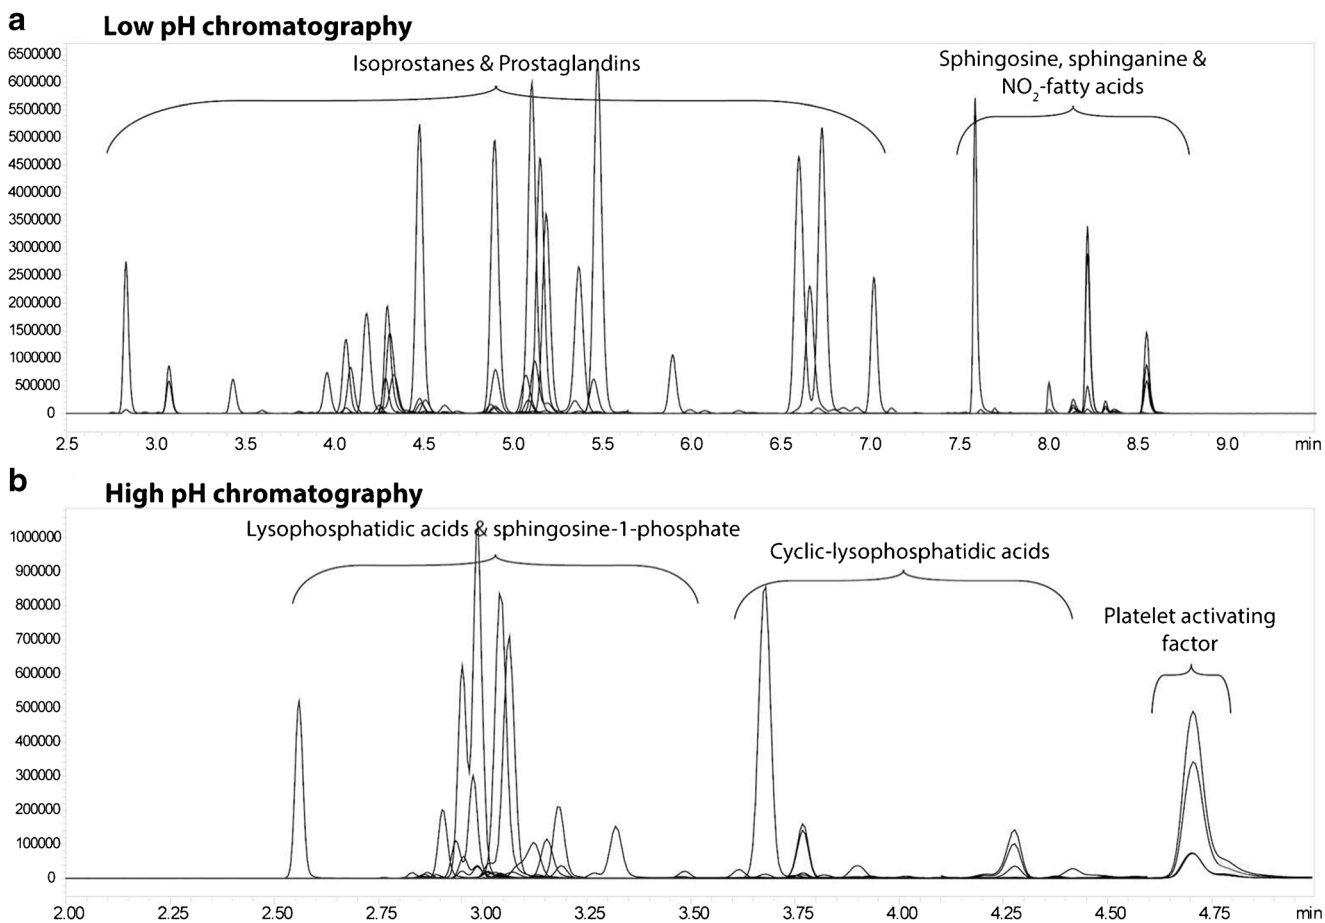 a
Low pH chromatography
6500000
6000000
5500000
5000000
4500000
4000000
3500000
3000000
2500000
2000000
1500000
1000000
500000
0
Isoprostanes & Prostaglandins
Sphingosine, sphinganine &
NO₂-fatty acids
2.5 3.0 3.5 4.0 4.5 5.0 5.5 6.0 6.5 7.0 7.5 8.0 8.5 9.0 min
b
High pH chromatography
1000000
900000
800000
700000
600000
500000
400000
300000
200000
100000
0
Lysophosphatidic acids & sphingosine-1-phosphate
Cyclic-lysophosphatidic acids
Platelet activating
factor
2.00 2.25 2.50 2.75 3.00 3.25 3.50 3.75 4.00 4.25 4.50 4.75 min